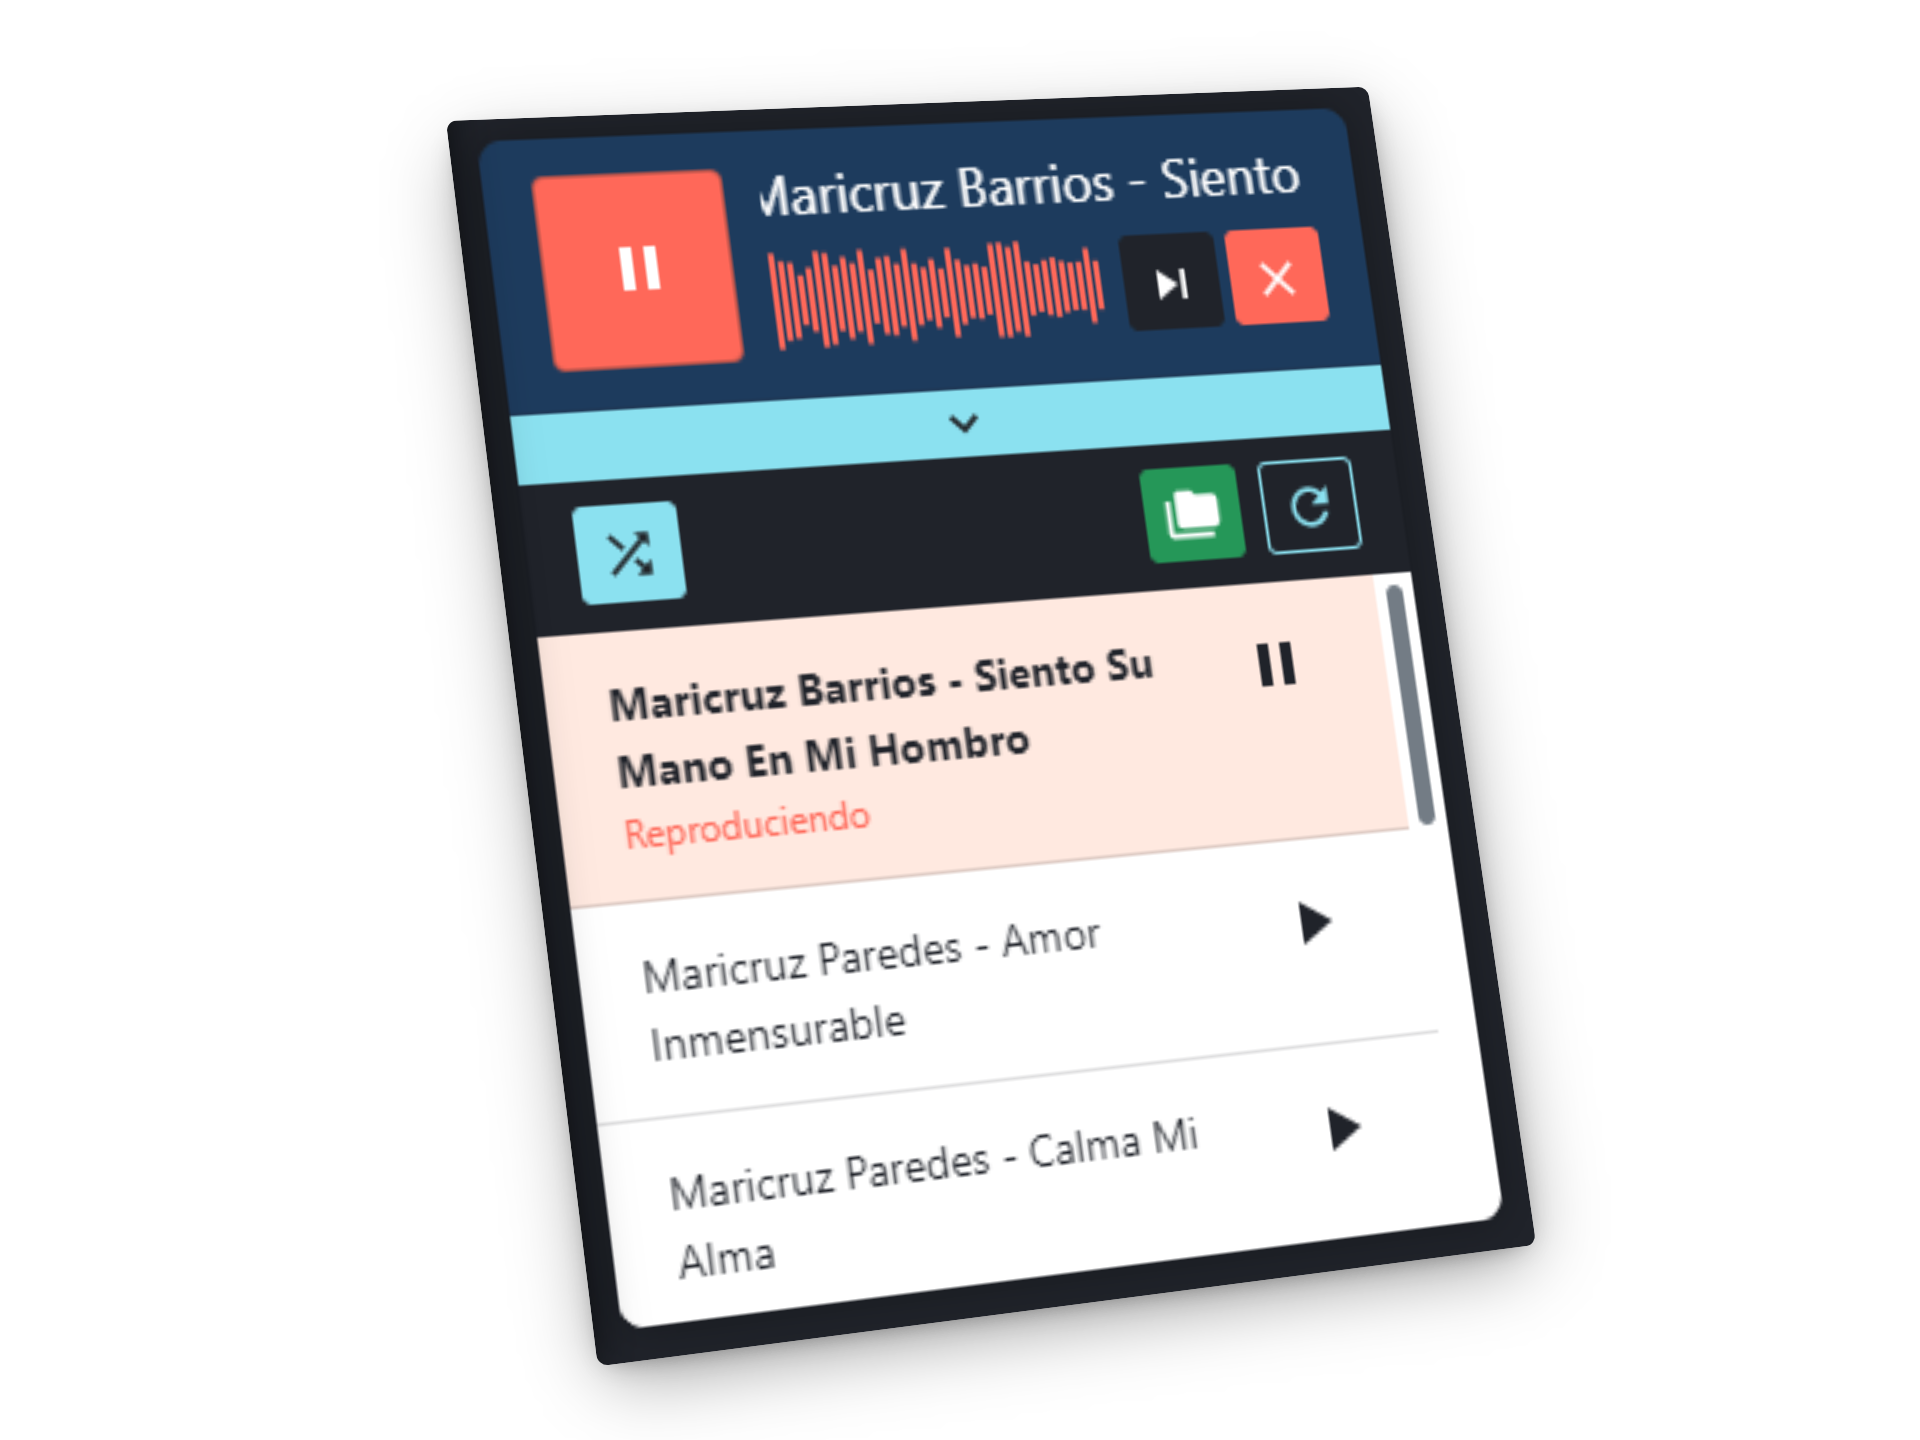 Maricruz Barrios - Siento
Maricruz Barrios - Siento Su
Mano En Mi Hombro
Reproduciendo
Maricruz Paredes - Amor
Inmensurable
Maricruz Paredes - Calma Mi
Alma